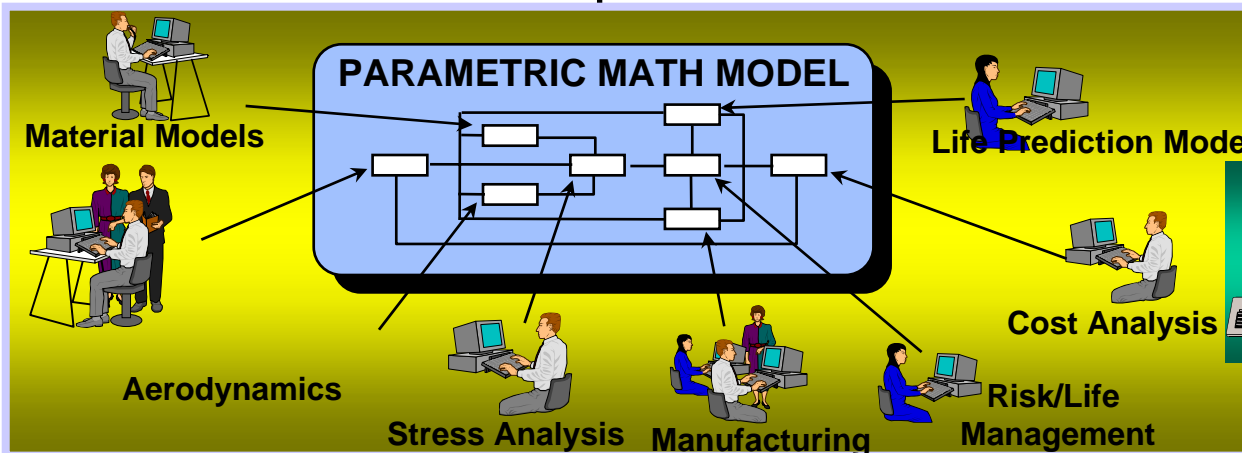 PARAMETRIC MATH MODEL
Material Models
Life Prediction Mode
Cost Analysis
Aerodynamics
Stress Analysis
Manufacturing
Risk/Life
Management